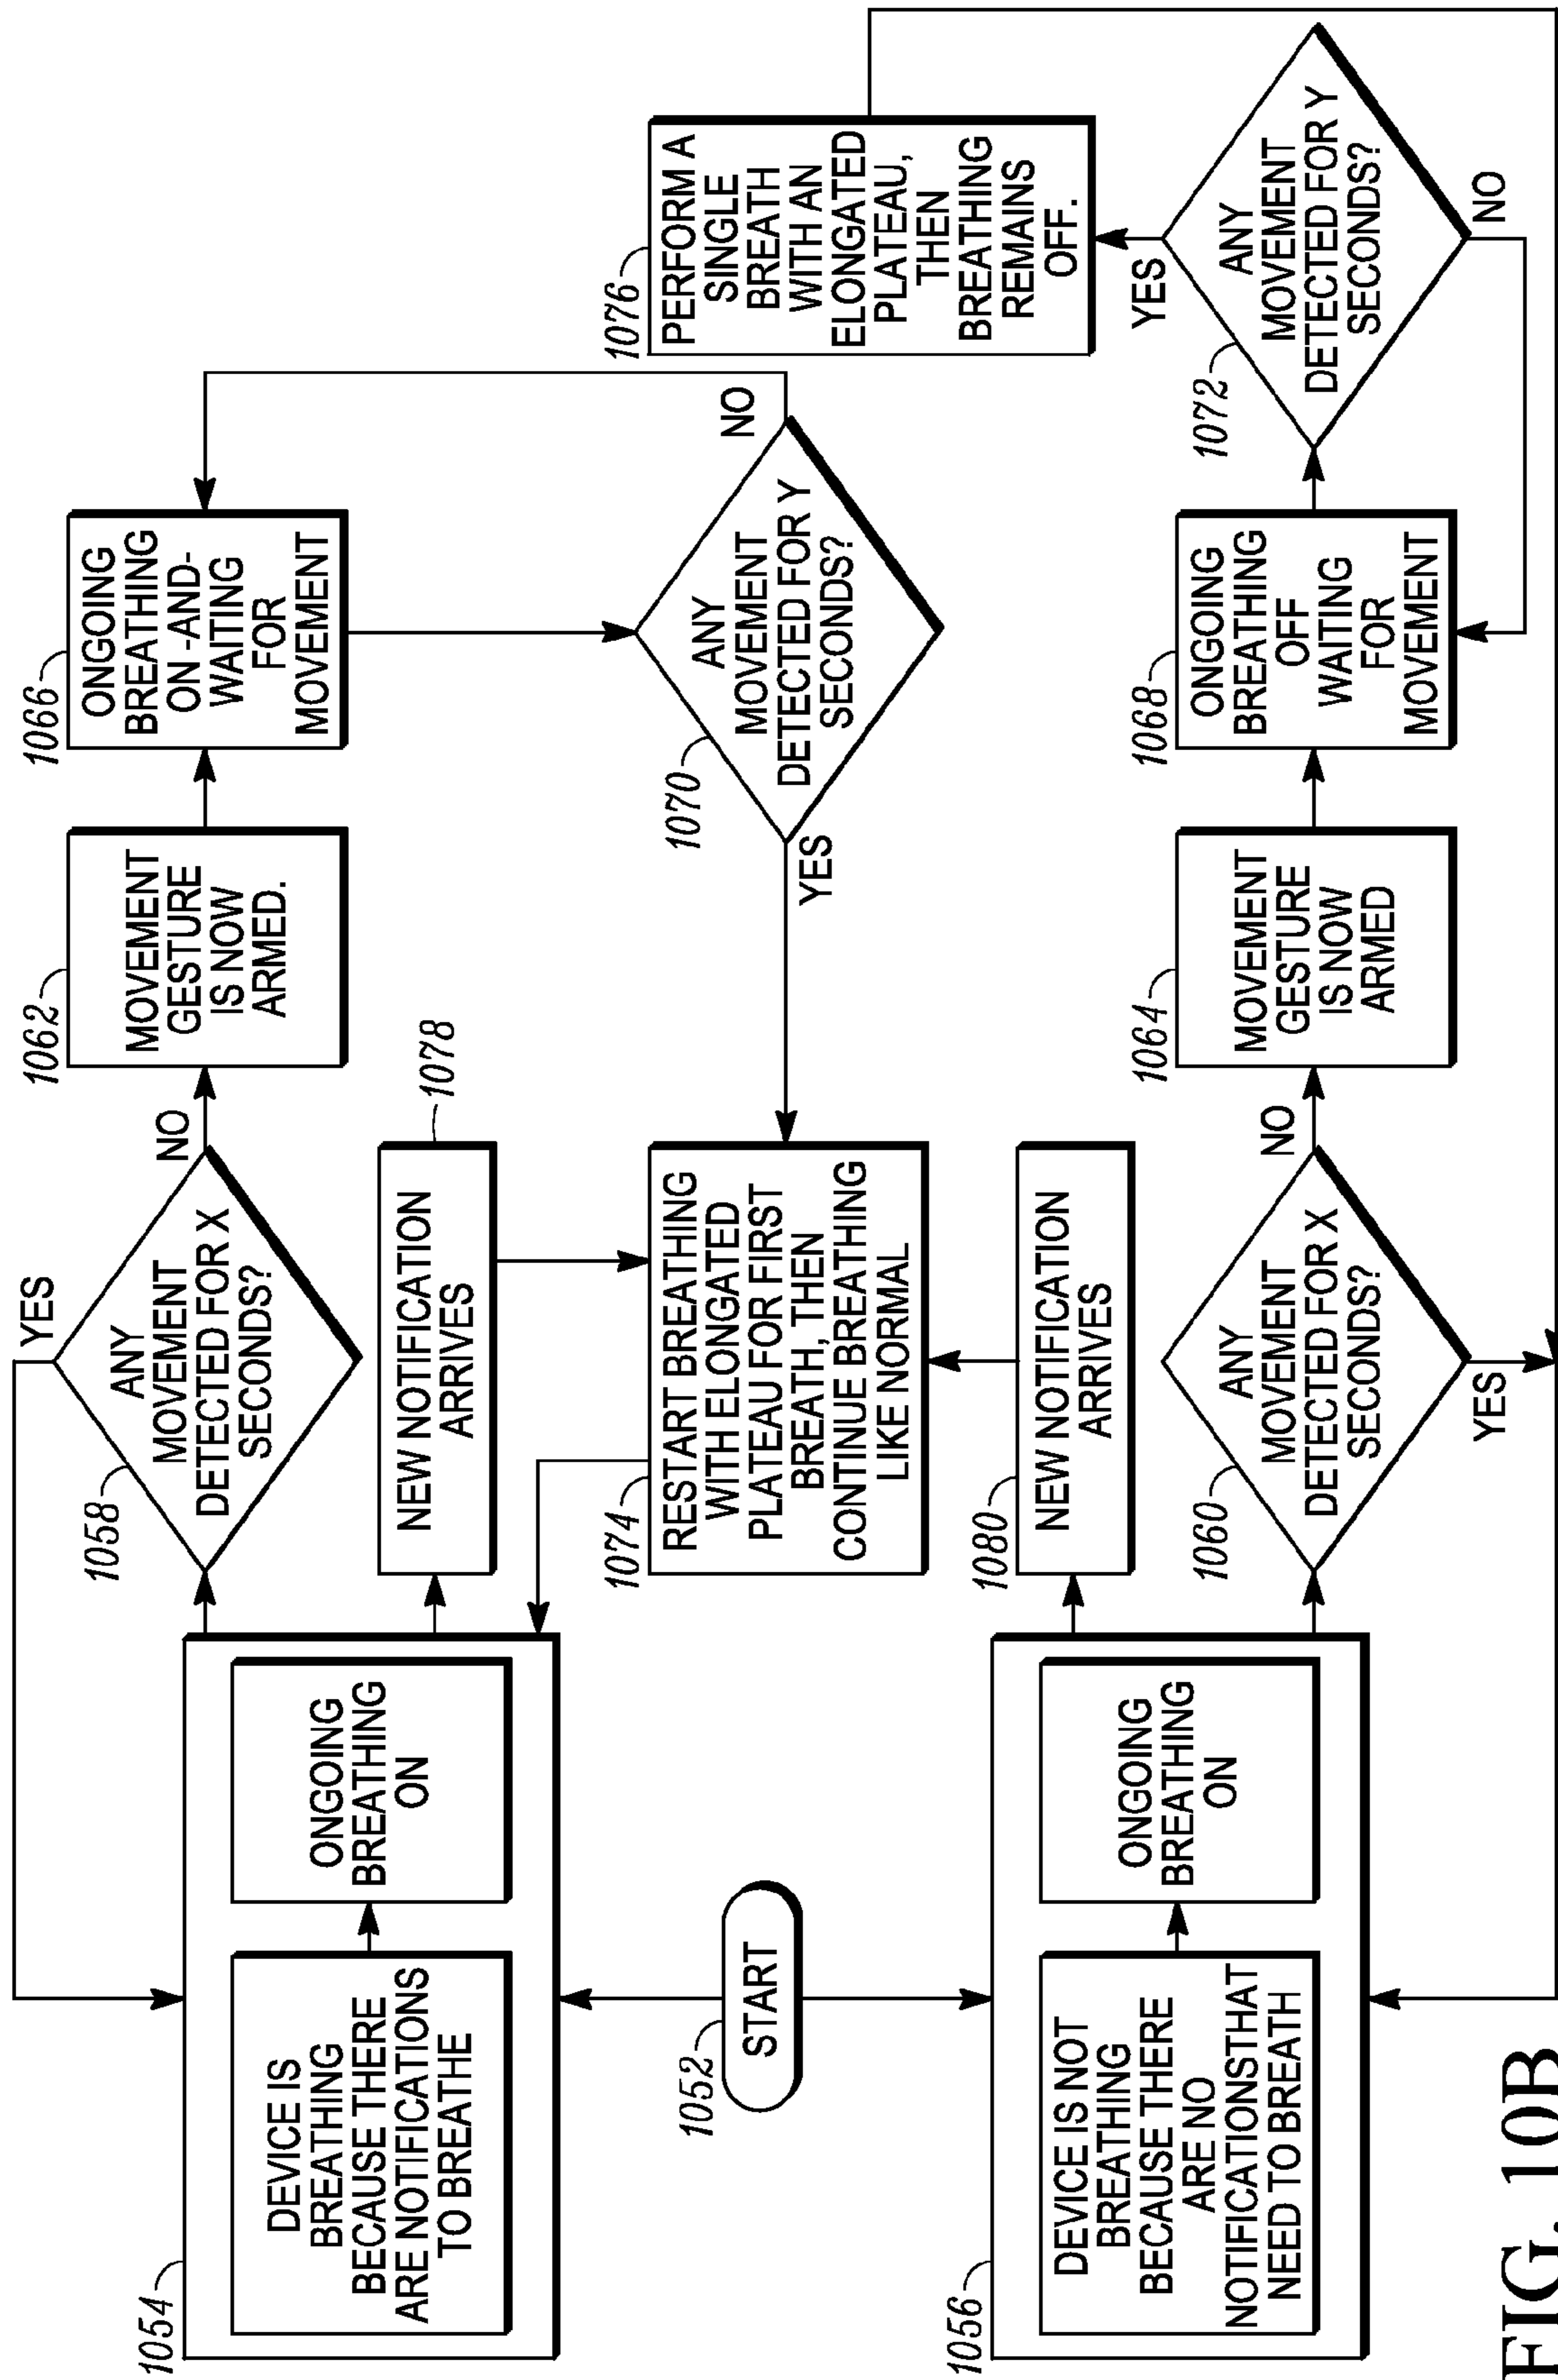 1054
DEVICE IS
BREATHING
BECAUSE THERE
ARE NOTIFICATIONS
TO BREATHE
ONGOING
BREATHING
ON
YES
1058
ANY
MOVEMENT
DETECTED FOR X
SECONDS?
NO
1062
MOVEMENT
GESTURE
IS NOW
ARMED.
1066
ONGOING
BREATHING
ON -AND-
WAITING
FOR
MOVEMENT
NEW NOTIFICATION
ARRIVES
1078
1052
START
1074
RESTART BREATHING
WITH ELONGATED
PLATEAU FOR FIRST
BREATH, THEN
CONTINUE BREATHING
LIKE NORMAL
YES
1070
ANY
MOVEMENT
DETECTED FOR Y
SECONDS?
NO
1076
PERFORM A
SINGLE
BREATH
WITH AN
ELONGATED
PLATEAU,
THEN
BREATHING
REMAINS
OFF.
1056
DEVICE IS NOT
BREATHING
BECAUSE THERE
ARE NO
NOTIFICATIONSTHAT
NEED TO BREATH
ONGOING
BREATHING
ON
1080
NEW NOTIFICATION
ARRIVES
1060
ANY
MOVEMENT
DETECTED FOR X
SECONDS?
NO
YES
1064
MOVEMENT
GESTURE
IS NOW
ARMED
1068
ONGOING
BREATHING
OFF
WAITING
FOR
MOVEMENT
1072
ANY
MOVEMENT
DETECTED FOR Y
SECONDS?
YES
NO
FIG. 10B